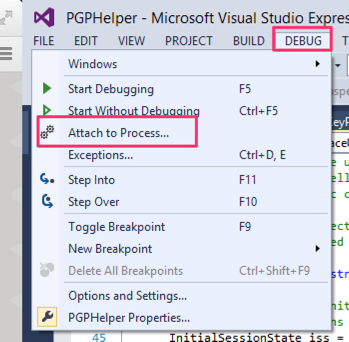 PGPHelper - Microsoft Visual Studio Expres
FILE EDIT VIEW PROJECT BUILD DEBUG T
Windows
Start Debugging F5
Start Without Debugging Ctrl+F5
Attach to Process...
Exceptions... Ctrl+D, E
Step Into F11
Step Over F10
Toggle Breakpoint F9
New Breakpoint
Delete All Breakpoints Ctrl+Shift+F9
Options and Settings...
PGPHelper Properties...
45 InitialSessionState iss =